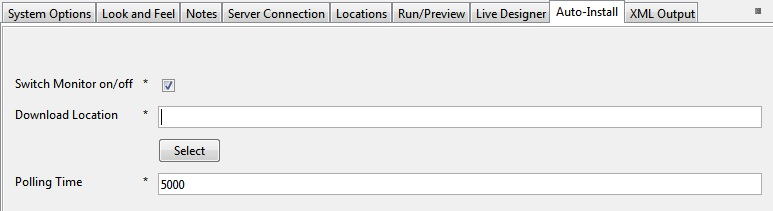 System Options Look and Feel Notes Server Connection Locations Run/Preview Live Designer Auto-Install XML Output
Switch Monitor on/off *
Download Location *
Select
Polling Time * 5000